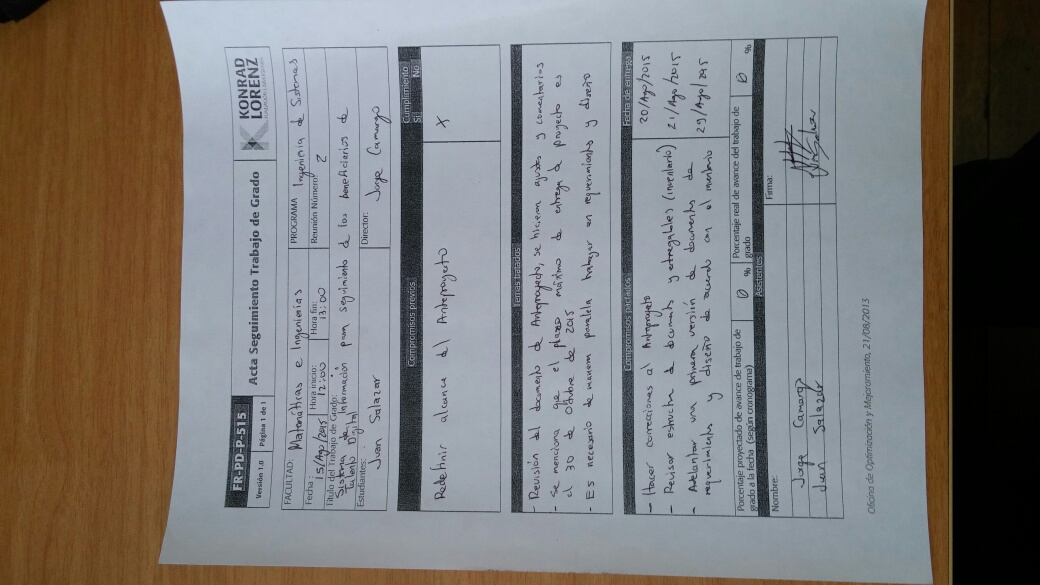 FR-PD-P-515
Versión 1.0 Página 1 de 1
Acta Seguimiento Trabajo de Grado
KONRAD
LORENZ
FUNDACIÓN UNIVERSITARIA
FACULTAD: Matemáticas e Ingenierías PROGRAMA Ingeniería de Sistemas
Fecha: 15/Ago/2015 Hora inicio: 12:00 Hora fin: 13:00 Reunión Número: 2
Título del Trabajo de Grado:
Sistema de Información para seguimiento de los beneficiarios de
Talento Digital
Estudiantes: Juan Salazar Director: Jorge Camargo
Compromisos previos Cumplimiento
Si No
Redefinir alcance del Anteproyecto X
Temas tratados
- Revisión del documento de Anteproyecto, se hicieron ajustes y comentarios
- Se menciona que el plazo máximo de entrega de proyecto es
el 30 de Octubre de 2015
- Es necesario de manera paralela trabajar en requerimientos y diseño
Compromisos pactados Fecha de entrega
- Hacer correcciones al Anteproyecto 20/Ago/2015
- Revisar estructura de documents y entregables (inventario) 21/Ago/2015
- Adelantar una primera versión de documentos de
requerimientos y diseño de acuerdo con el inventario 29/Ago/2015
Porcentaje proyectado de avance de trabajo de
grado a la fecha (según cronograma) 0 %
Porcentaje real de avance del trabajo de
grado 0 %
Asistentes
Nombre: Firma:
Jorge Camargo
Juan Salazar
Oficina de Optimización y Mejoramiento, 21/08/2013